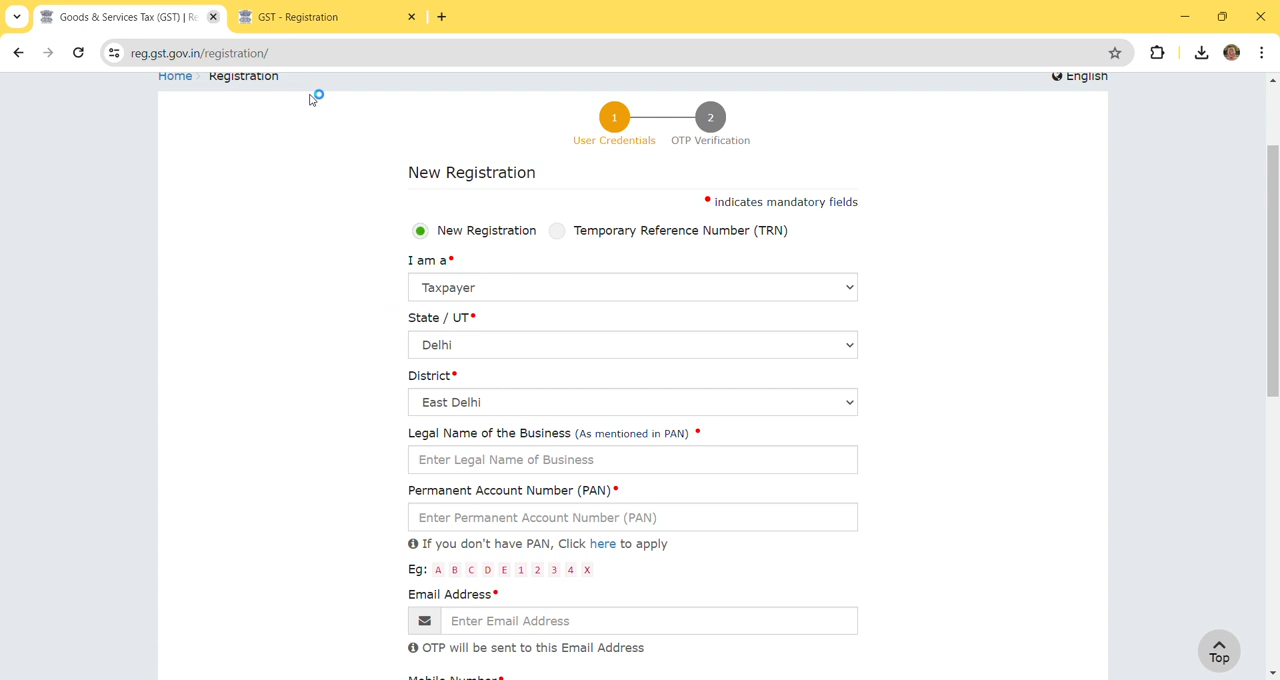 Goods & Services Tax (GST) | Re
GST - Registration
reg.gst.gov.in/registration/
Home › Registration
English
1
2
User Credentials
OTP Verification
New Registration
• indicates mandatory fields
New Registration
Temporary Reference Number (TRN)
I am a•
Taxpayer
State / UT•
Delhi
District•
East Delhi
Legal Name of the Business (As mentioned in PAN) •
Enter Legal Name of Business
Permanent Account Number (PAN)•
Enter Permanent Account Number (PAN)
If you don't have PAN, Click here to apply
Eg: A B C D E 1 2 3 4 X
Email Address•
Enter Email Address
OTP will be sent to this Email Address
Mobile Number•
Top